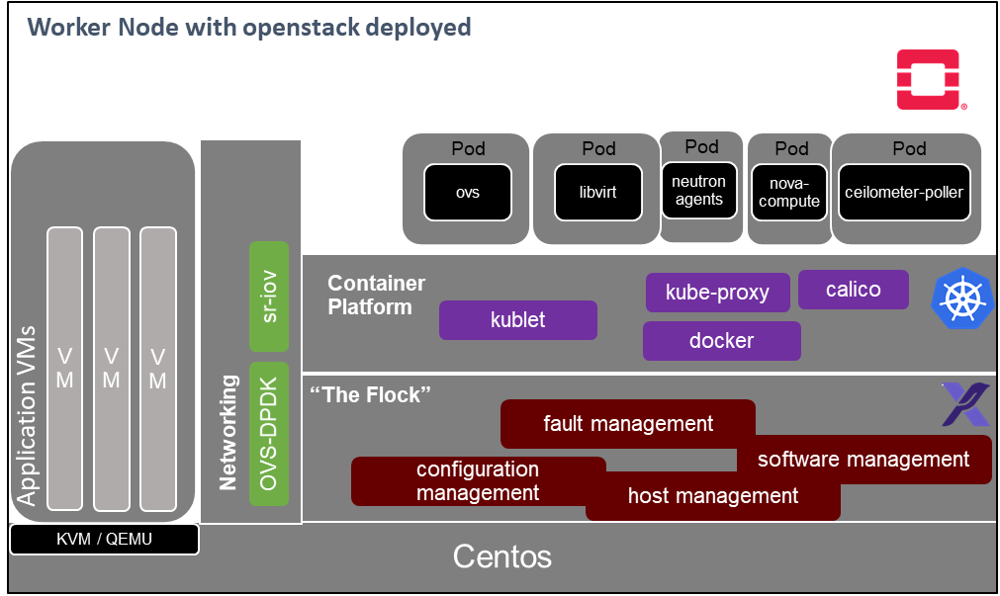 Worker Node with openstack deployed
Pod
ovs
Pod
libvirt
Pod
neutron
agents
Pod
nova-
compute
Pod
ceilometer-poller
Application VMs
V
M
V
M
V
M
KVM / QEMU
Networking
sr-iov
OVS-DPDK
Container
Platform
kublet
kube-proxy
calico
docker
“The Flock”
fault management
software management
configuration
management
host management
Centos